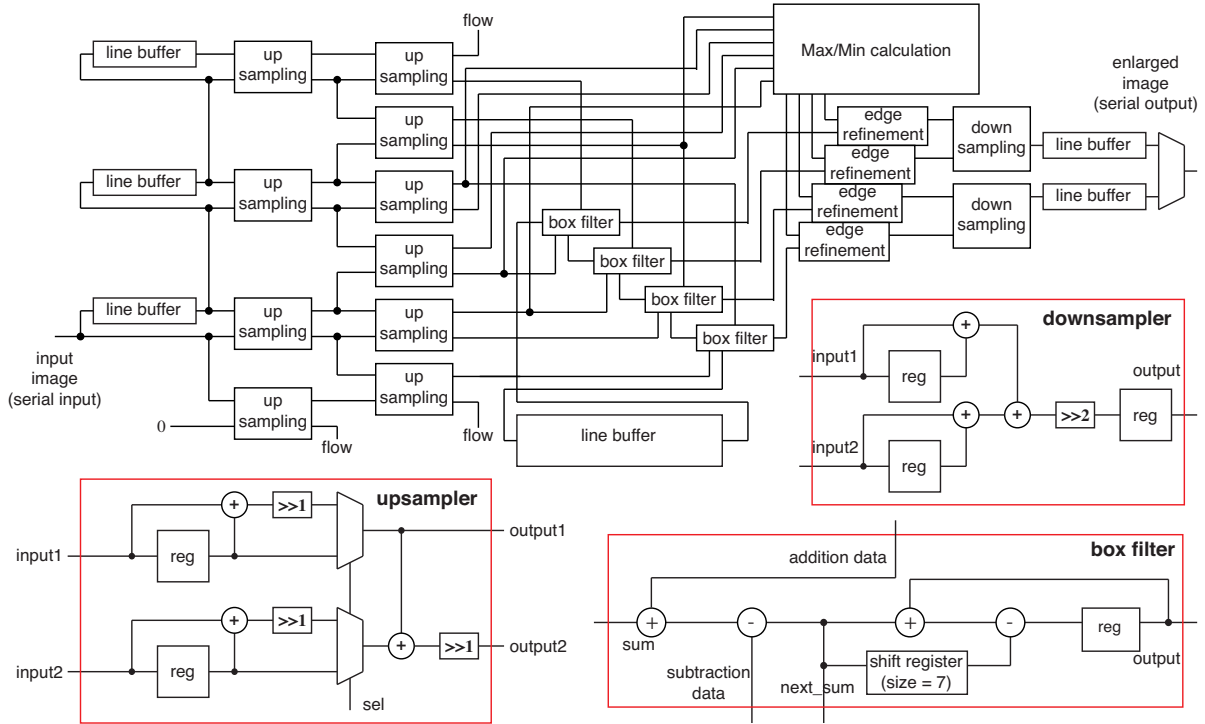 flow
line buffer
up
sampling
up
sampling
Max/Min calculation
enlarged
image
(serial output)
up
sampling
edge
refinement
down
sampling
line buffer
edge
refinement
line buffer
up
sampling
up
sampling
edge
refinement
down
sampling
line buffer
box filter
edge
refinement
up
sampling
box filter
line buffer
up
sampling
up
sampling
box filter
box filter
input
image
(serial input)
up
sampling
up
sampling
0
flow
flow
line buffer
downsampler
input1
+
reg
output
+
+
>>2
reg
input2
reg
upsampler
+
>>1
output1
input1
reg
+
>>1
+
>>1
output2
input2
reg
sel
box filter
addition data
+
-
+
-
reg
sum
output
subtraction
data
next_sum
shift register
(size = 7)